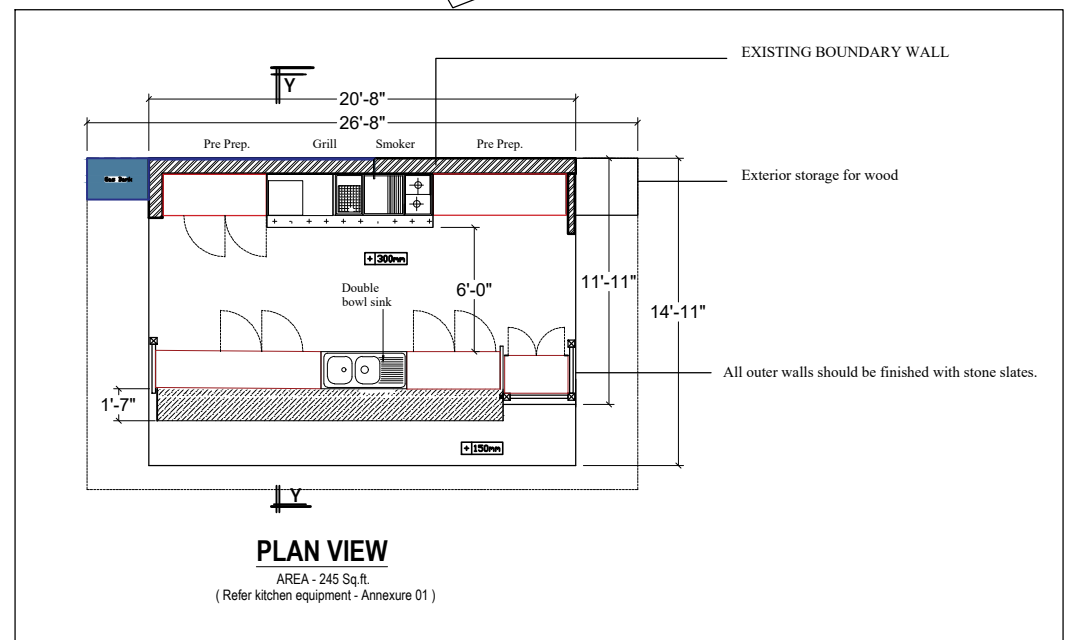 EXISTING BOUNDARY WALL
Y
20'-8"
26'-8"
Pre Prep.
Grill
Smoker
Pre Prep.
Gas Bank
Exterior storage for wood
+ 300mm
Double
bowl sink
6'-0"
11'-11"
14'-11"
All outer walls should be finished with stone slates.
1'-7"
+ 150mm
Y
PLAN VIEW
AREA - 245 Sq.ft.
( Refer kitchen equipment - Annexure 01 )